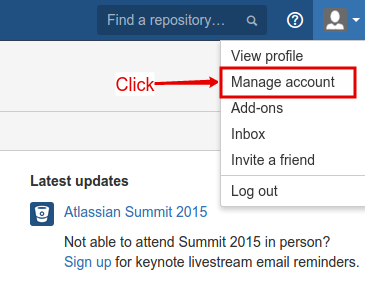 Find a repository...
View profile
Click
Manage account
Add-ons
Inbox
Invite a friend
Log out
Latest updates
Atlassian Summit 2015
Not able to attend Summit 2015 in person?
Sign up for keynote livestream email reminders.